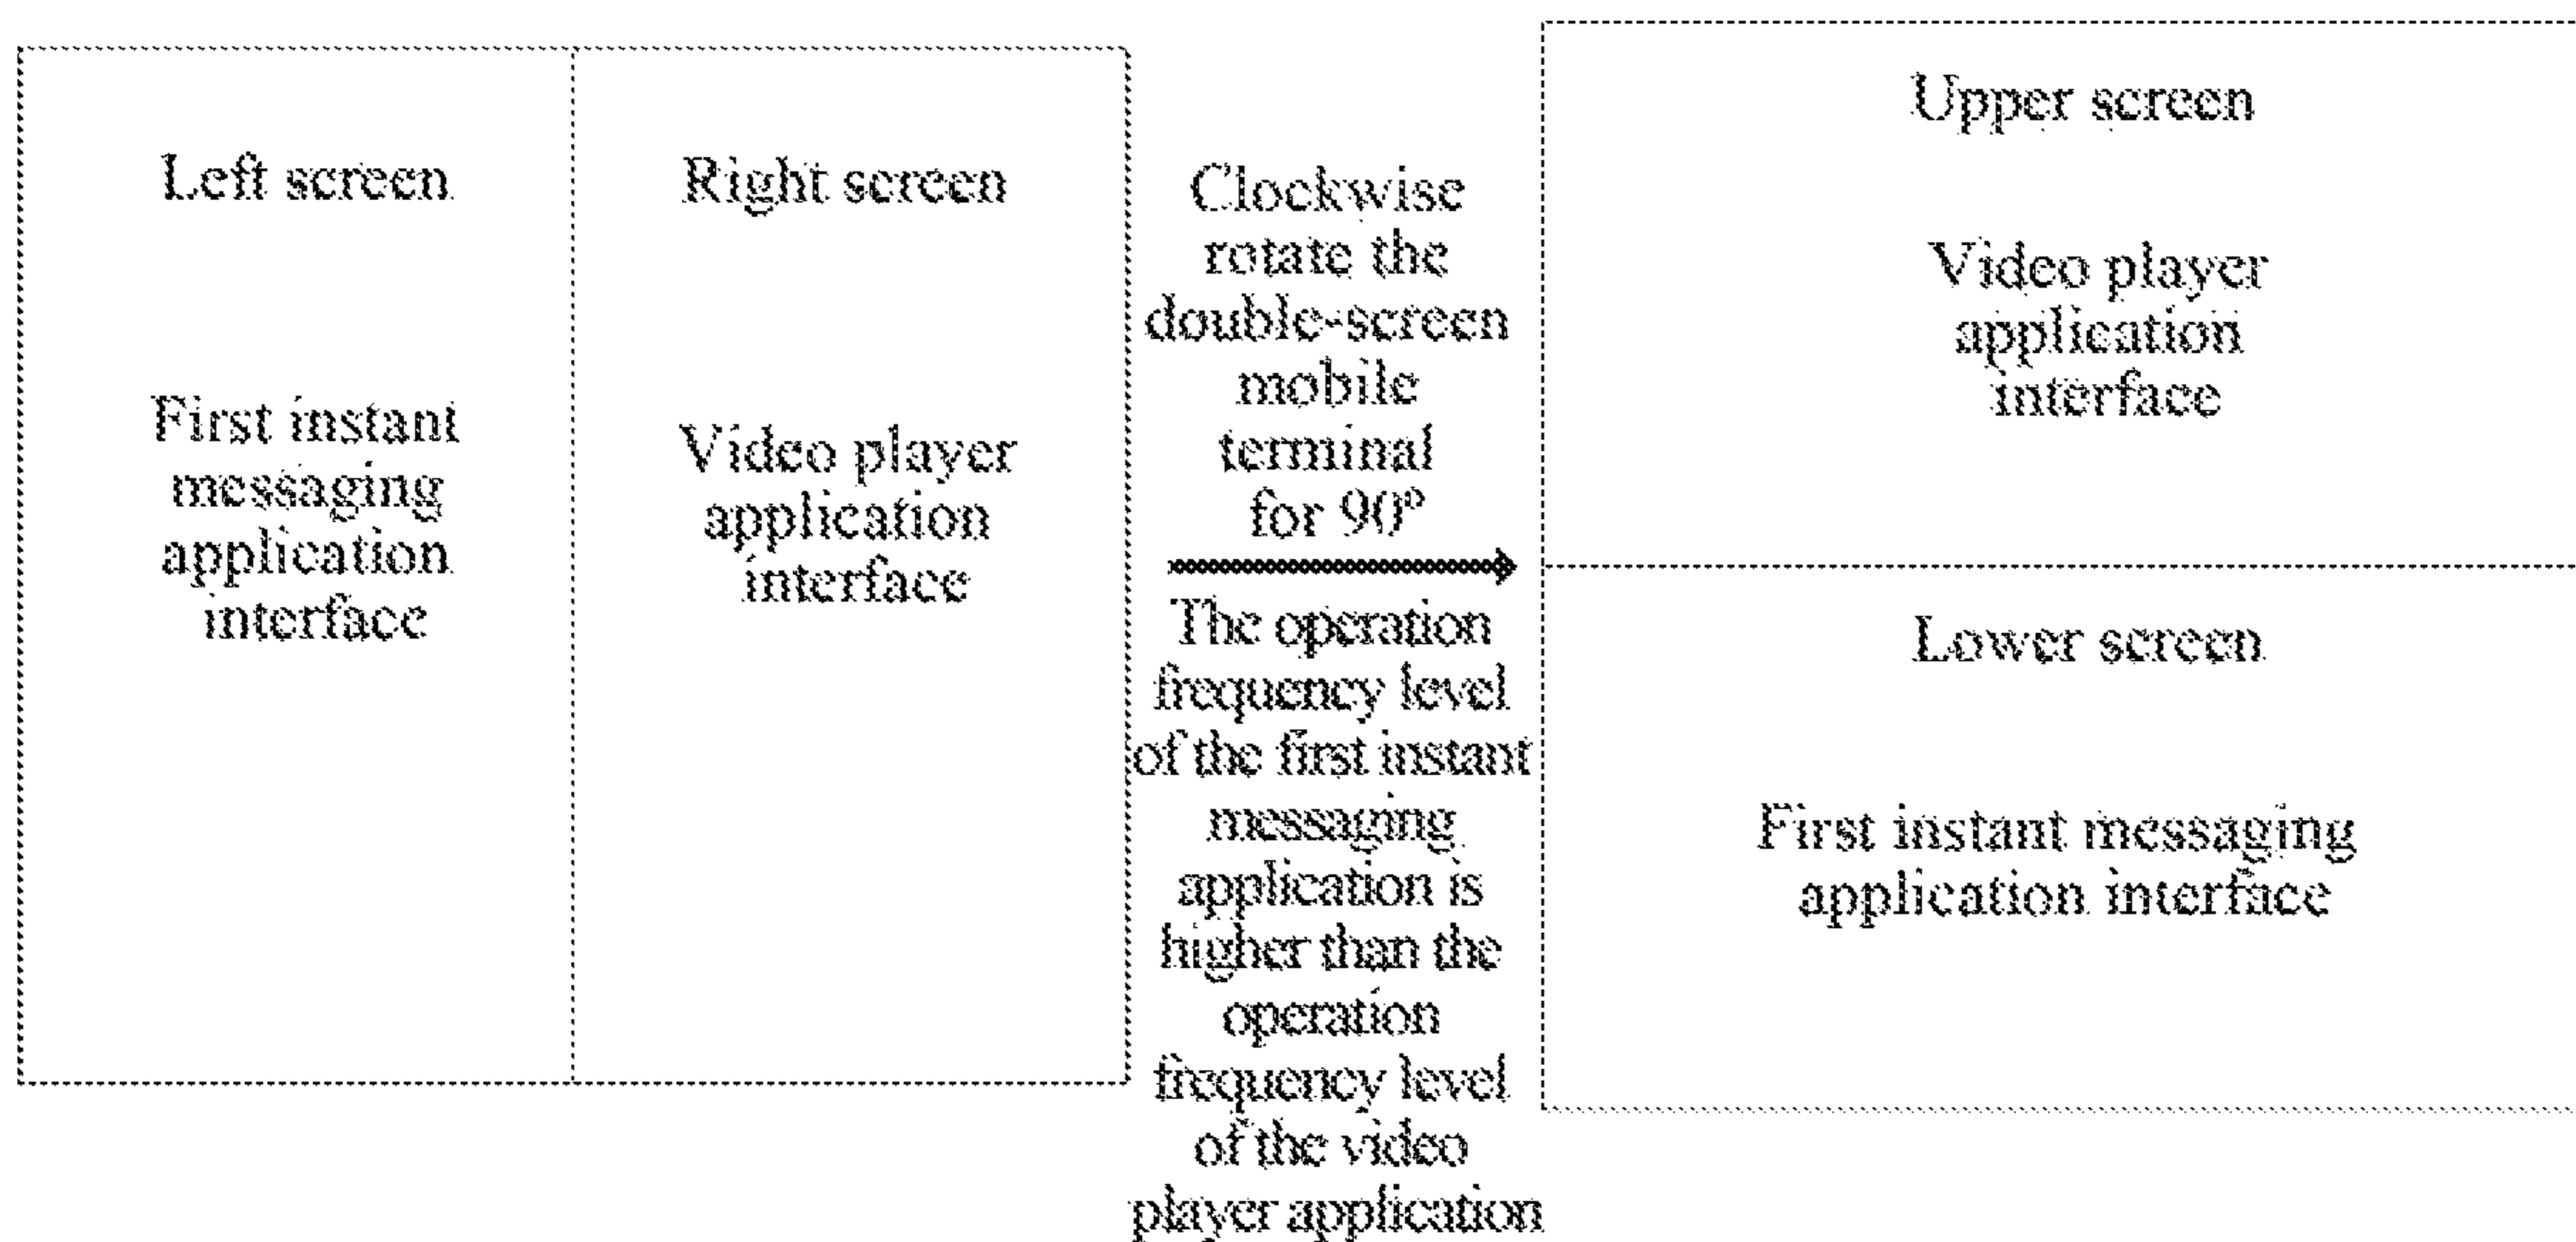 Left screen
First instant
messaging
application
interface
Right screen
Video player
application
interface
Clockwise
rotate the
double-screen
mobile
terminal
for 90°
The operation
frequency level
of the first instant
messaging
application is
higher than the
operation
frequency level
of the video
player application
Upper screen
Video player
application
interface
Lower screen
First instant messaging
application interface